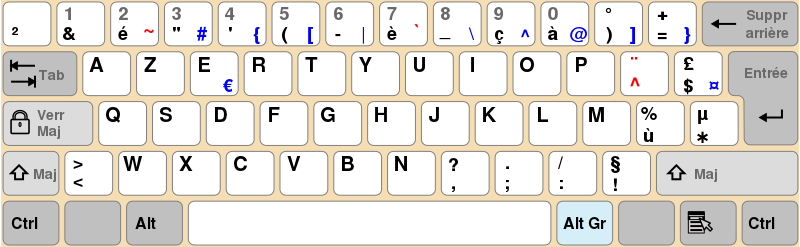 1 2 3 4 5 6 7 8 9 0 ° + Suppr
² & é ~ " # ' { ( [ - | è ` _ \ ç ^ à @ ) ] = } arrière
Tab A Z E € R T Y U I O P ¨ ^ £ $ ¤ Entrée
Verr Maj Q S D F G H J K L M % ù µ *
Maj > < W X C V B N ? , . ; / : § ! Maj
Ctrl Alt Alt Gr Ctrl